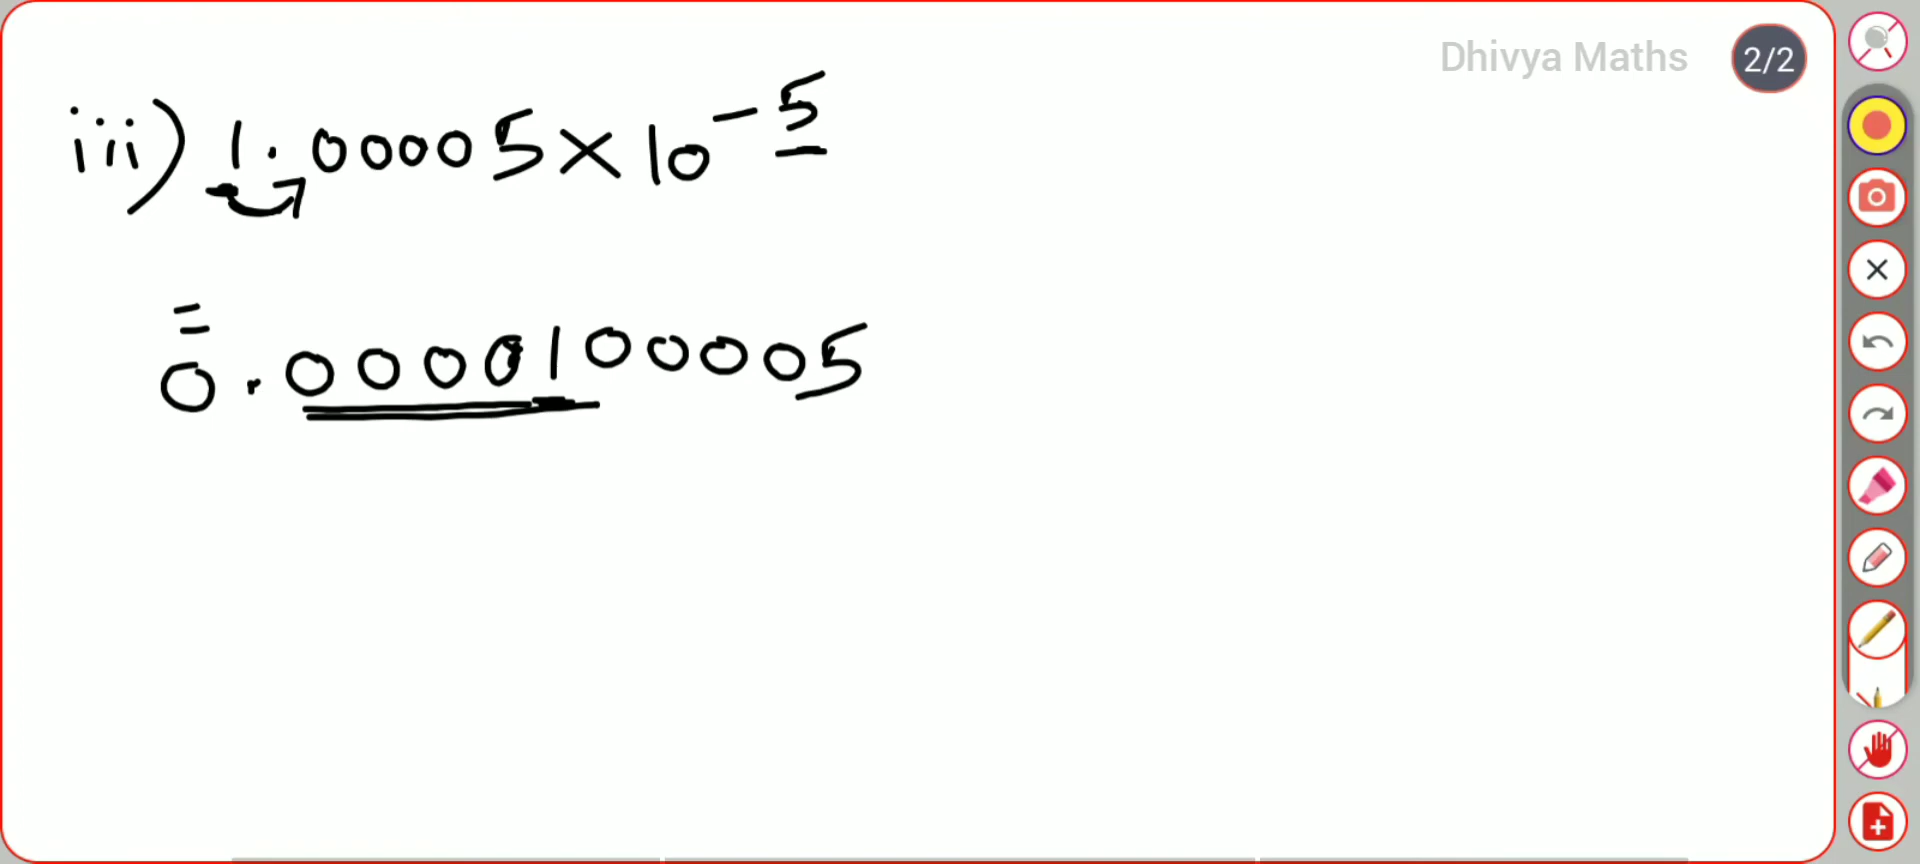 Dhivya Maths 2/2
iii) 1.00005×10⁻⁵
=
0.0000100005